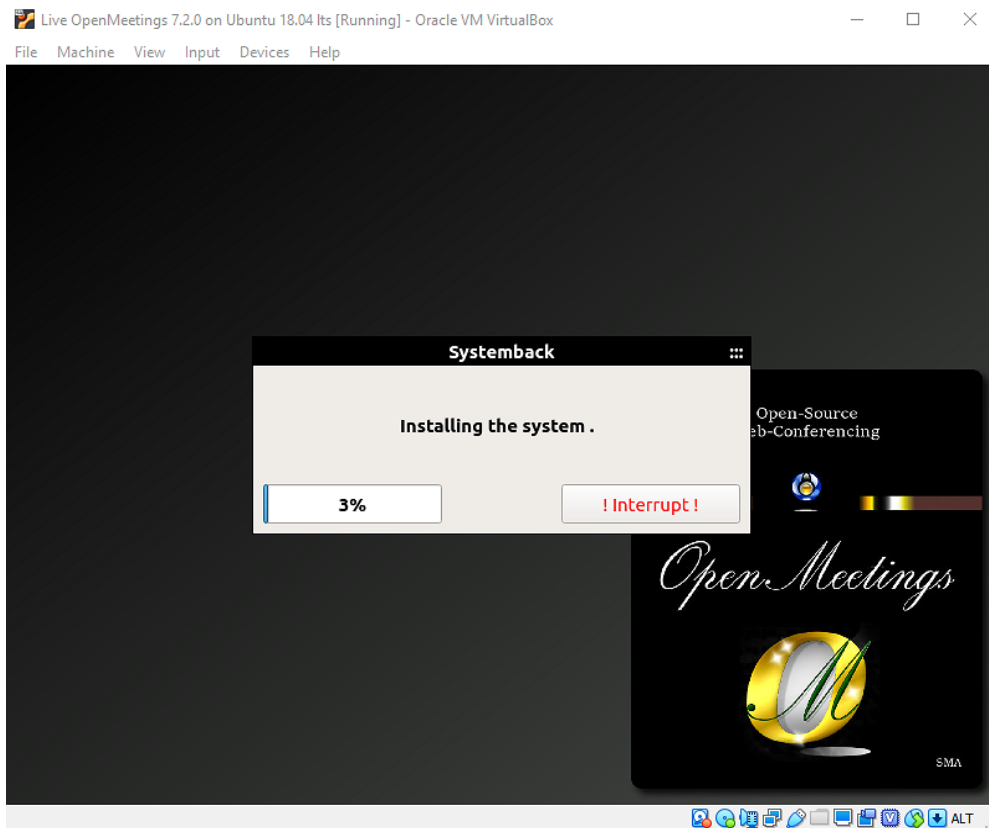 Live OpenMeetings 7.2.0 on Ubuntu 18.04 lts [Running] - Oracle VM VirtualBox
File Machine View Input Devices Help
Systemback
Installing the system .
3%
! Interrupt !
Open-Source
eb-Conferencing
OpenMeetings
OM
SMA
V
ALT